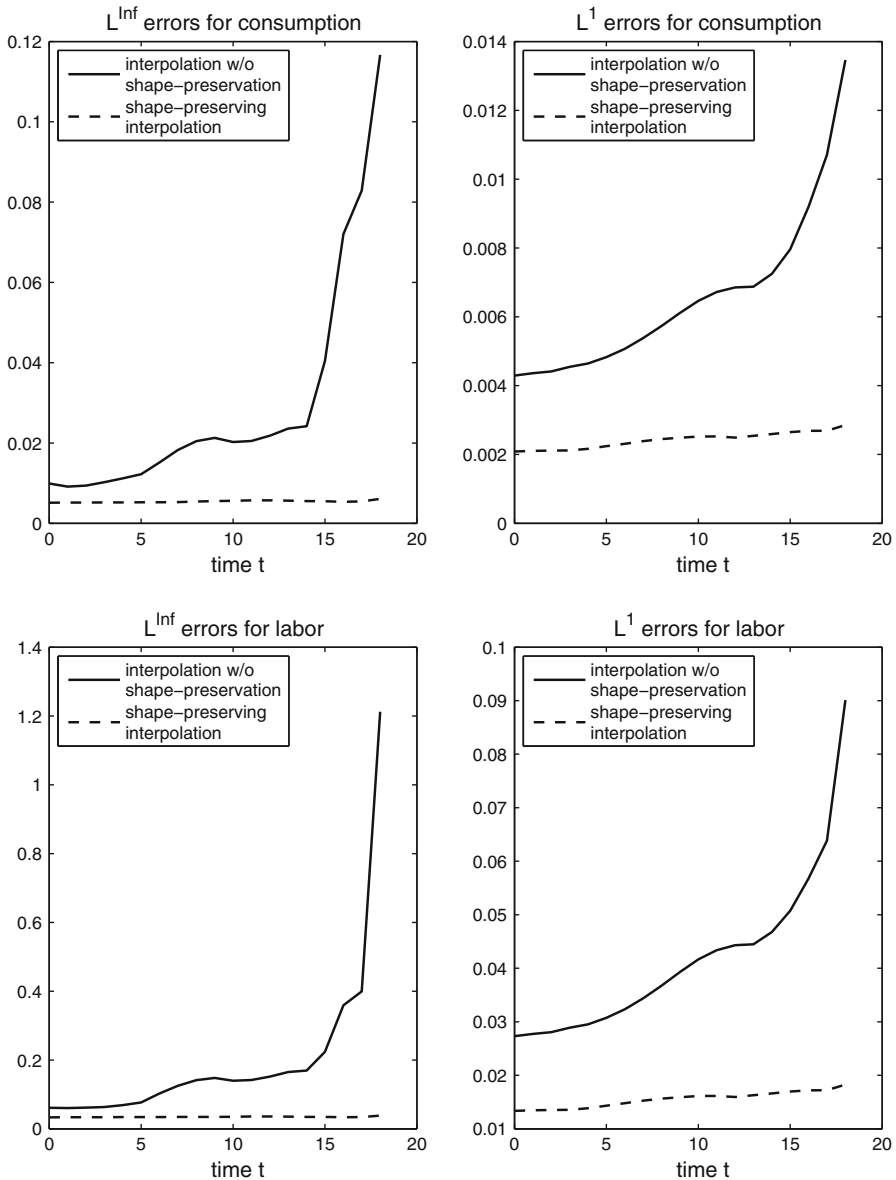 L^Inf errors for consumption
0.12
0.1
0.08
0.06
0.04
0.02
0
interpolation w/o
shape-preservation
shape-preserving
interpolation
0 5 10 15 20
time t
L^1 errors for consumption
0.014
0.012
0.01
0.008
0.006
0.004
0.002
0
interpolation w/o
shape-preservation
shape-preserving
interpolation
0 5 10 15 20
time t
L^Inf errors for labor
1.4
1.2
1
0.8
0.6
0.4
0.2
0
interpolation w/o
shape-preservation
shape-preserving
interpolation
0 5 10 15 20
time t
L^1 errors for labor
0.1
0.09
0.08
0.07
0.06
0.05
0.04
0.03
0.02
0.01
interpolation w/o
shape-preservation
shape-preserving
interpolation
0 5 10 15 20
time t